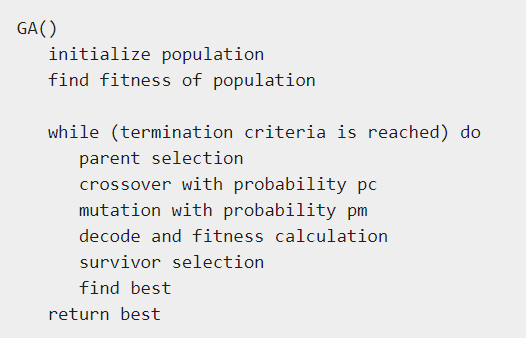 GA()
initialize population
find fitness of population
while (termination criteria is reached) do
parent selection
crossover with probability pc
mutation with probability pm
decode and fitness calculation
survivor selection
find best
return best